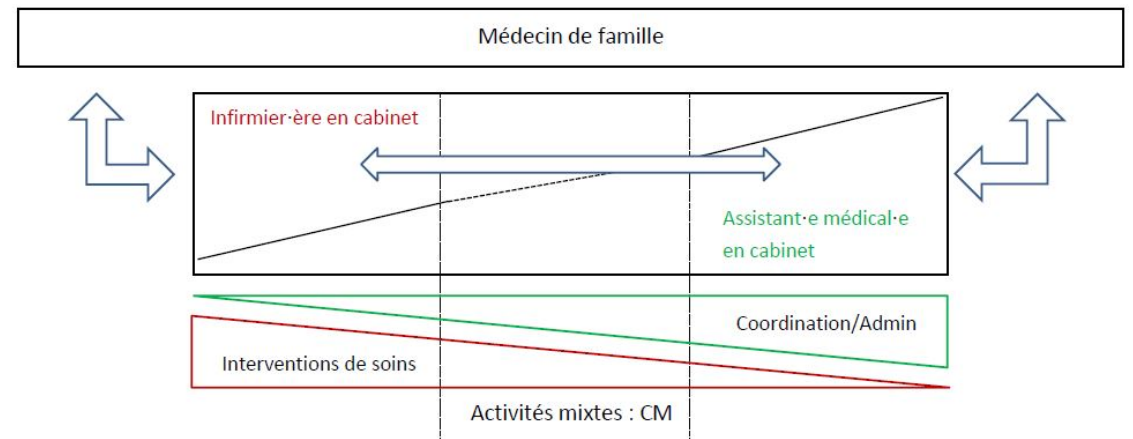 Médecin de famille
Infirmier·ère en cabinet
Assistant·e médical·e
en cabinet
Coordination/Admin
Interventions de soins
Activités mixtes : CM